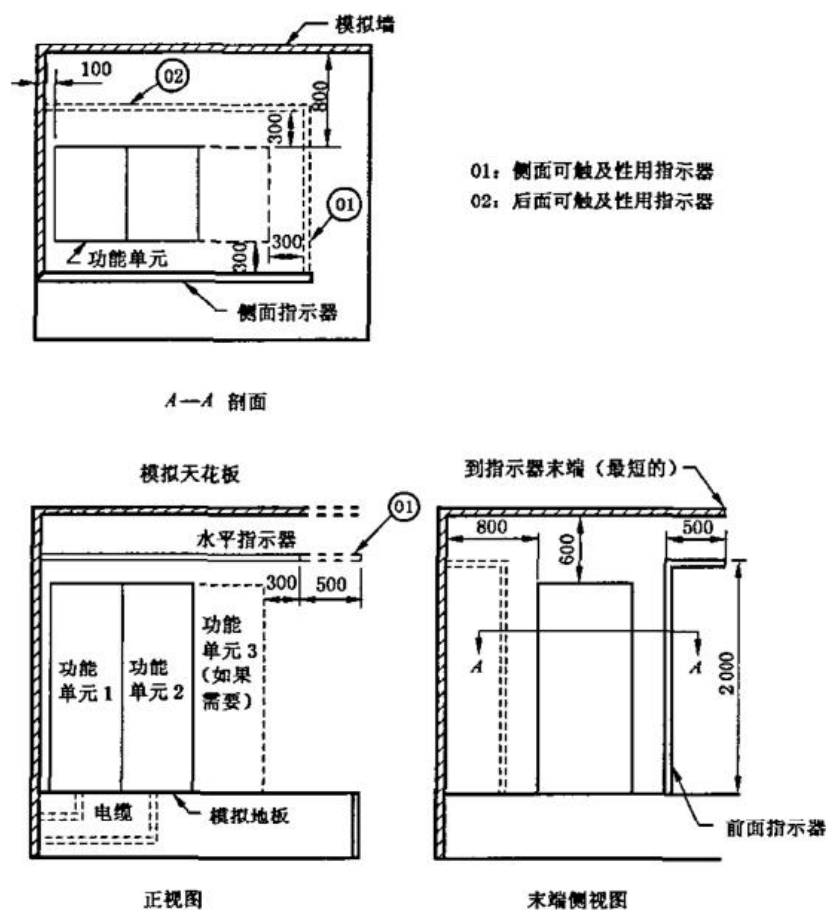 模拟墙
100
02
800
300
01
功能单元
300
300
侧面指示器
01：侧面可触及性用指示器
02：后面可触及性用指示器
A—A 剖面
模拟天花板
01
水平指示器
300
500
功能
单元1
功能
单元2
功能
单元3
(如果
需要)
电缆
模拟地板
正视图
到指示器末端（最短的）
800
600
500
A
A
2 000
前面指示器
末端侧视图